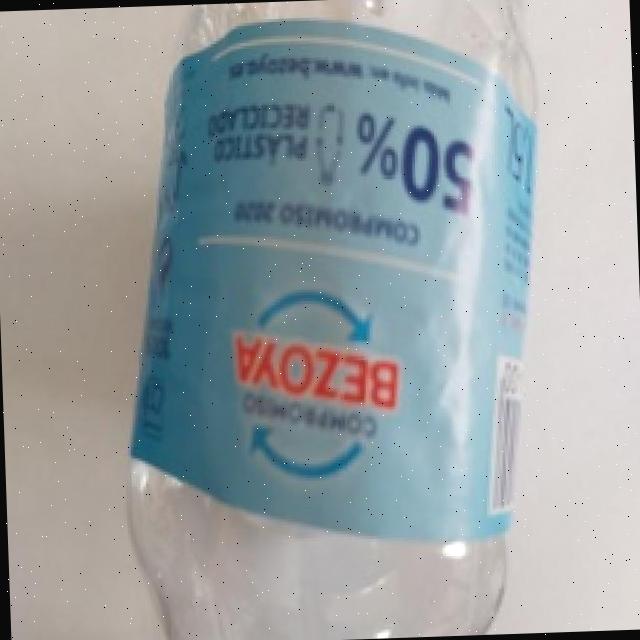 COMPROMISO
BEZOYA
COMPROMISO 2020
50%
PLÁSTICO
RECICLADO
Más info en: www.bezoya.es